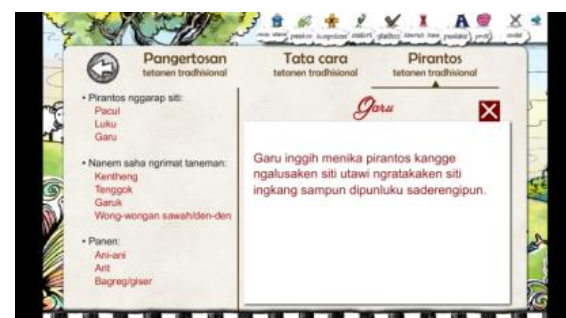 Pangertosan
tetanen tradhisional
Tata cara
tetanen tradhisional
Pirantos
tetanen tradhisional
• Pirantos nggarap siti:
Pacul
Luku
Garu
• Nanem saha ngrimat taneman:
Kentheng
Tenggok
Garuk
Wong-wongan sawah/den-den
• Panen:
Ani-ani
Arit
Bagreg/giser
Garu
Garu inggih menika pirantos kangge
ngalusaken siti utawi ngratakaken siti
ingkang sampun dipunluku saderengipun.